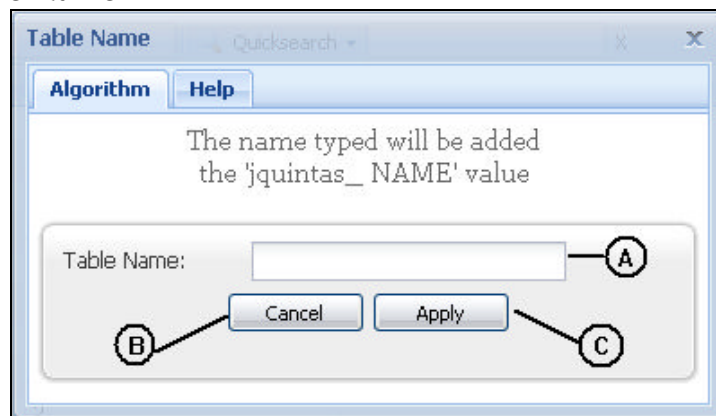 Table Name
Quicksearch
x
x
Algorithm Help
The name typed will be added
the 'jquintas_ NAME' value
Table Name:
A
Cancel Apply
B
C